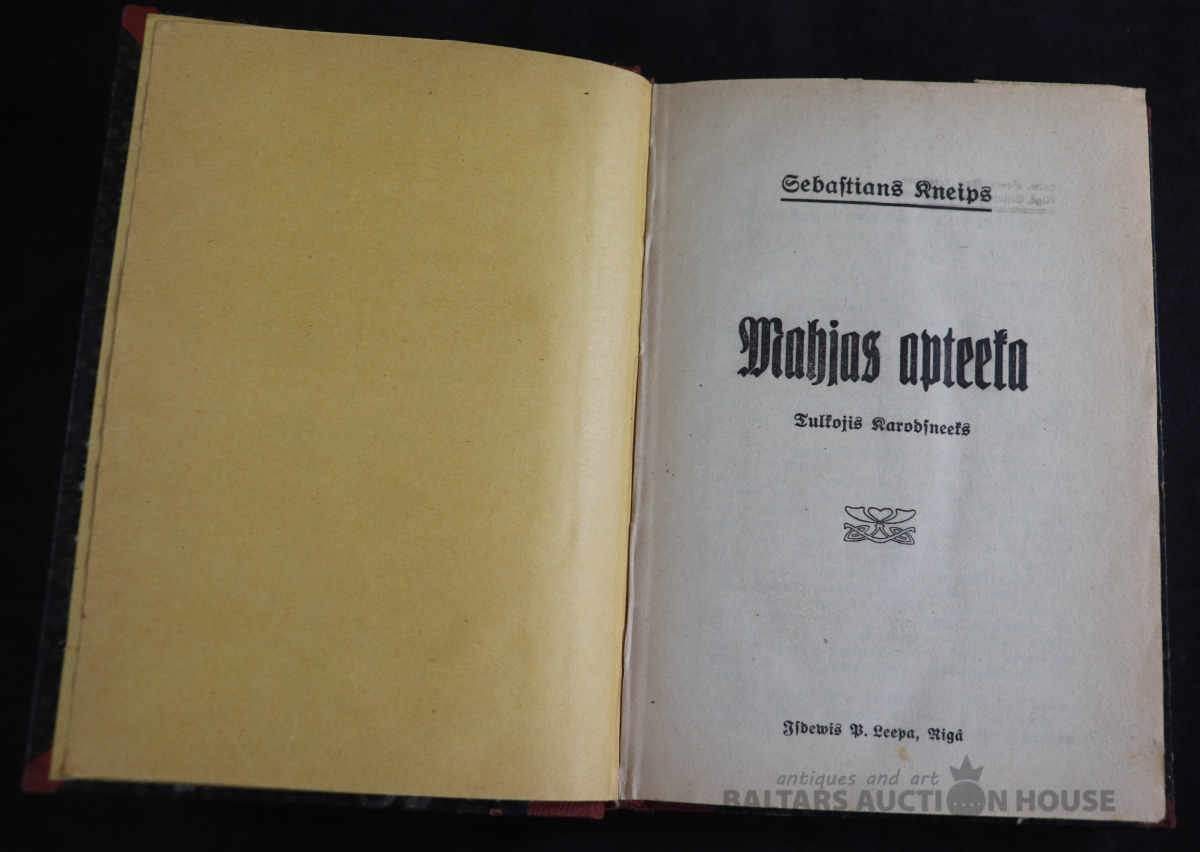 Sebaſtians Kneips
Mahjas apteeka
Tulkojis Karodſneeks
Iſdewis P. Leepa, Rigâ
antiques and art
BALTARS AUCTION HOUSE